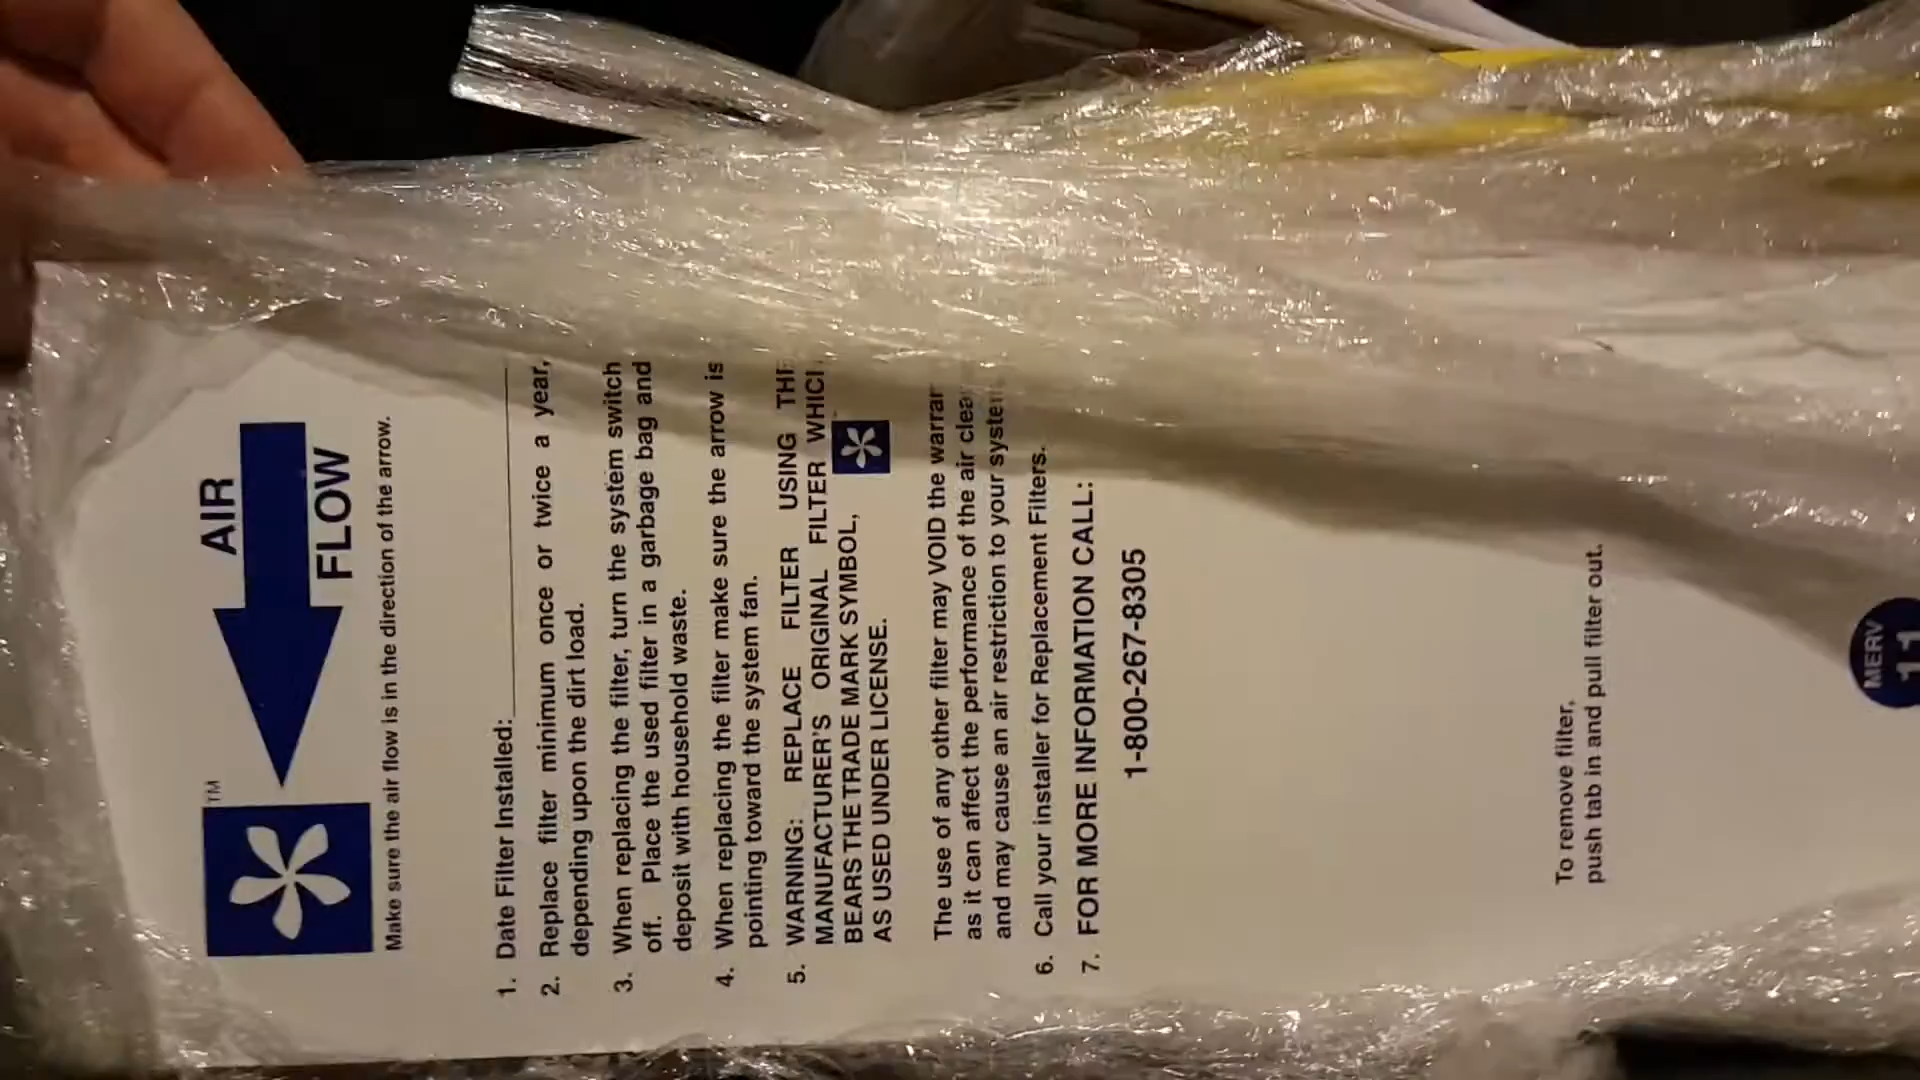 AIR
FLOW
TM
Make sure the air flow is in the direction of the arrow.
1. Date Filter Installed:
2. Replace filter minimum once or twice a year,
depending upon the dirt load.
3. When replacing the filter, turn the system switch
off. Place the used filter in a garbage bag and
deposit with household waste.
4. When replacing the filter make sure the arrow is
pointing toward the system fan.
5. WARNING: REPLACE FILTER USING THE
MANUFACTURER'S ORIGINAL FILTER
BEARS THE TRADE MARK SYMBOL,
AS USED UNDER LICENSE.
The use of any other filter may VOID the
as it can affect the performance of the air
and may cause an air restriction to your
6. Call your installer for Replacement Filters.
7. FOR MORE INFORMATION CALL:
1-800-267-8305
To remove filter,
push tab in and pull filter out.
MERV
11